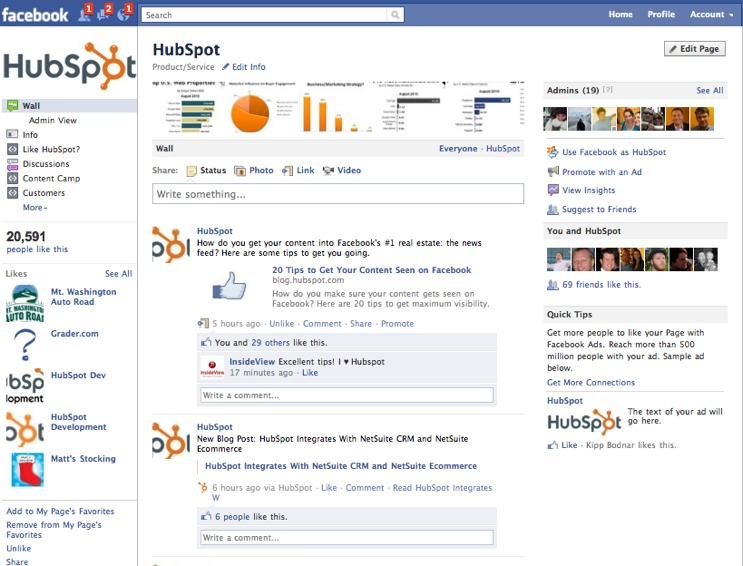 facebook
1
1
1
Search
Home
Profile
Account
HubSpot
Wall
Admin View
Info
Like HubSpot?
Discussions
Content Camp
Customers
More
20,591
people like this
Likes
See All
Mt. Washington
Auto Road
Grader.com
HubSpot Dev
HubSpot
Development
Matt's Stocking
Add to My Page's Favorites
Remove from My Page's
Favorites
Unlike
Share
HubSpot
Product/Service
Edit Info
Edit Page
Business/Marketing Strategy?
Wall
Everyone · HubSpot
Share:
Status
Photo
Link
Video
Write something...
HubSpot
How do you get your content into Facebook's #1 real estate: the news
feed? Here are some tips to get you going.
20 Tips to Get Your Content Seen on Facebook
blog.hubspot.com
How do you make sure your content gets seen on
Facebook? Here are 20 tips to get maximum visibility.
5 hours ago · Unlike · Comment · Share · Promote
You and 29 others like this.
InsideView Excellent tips! I ♥ Hubspot
17 minutes ago · Like
Write a comment...
HubSpot
New Blog Post: HubSpot Integrates With NetSuite CRM and NetSuite
Ecommerce
HubSpot Integrates With NetSuite CRM and NetSuite Ecommerce
6 hours ago via HubSpot · Like · Comment · Read HubSpot Integrates
W
6 people like this.
Write a comment...
Admins (19) [?]
See All
Use Facebook as HubSpot
Promote with an Ad
View Insights
Suggest to Friends
You and HubSpot
69 friends like this.
Quick Tips
Get more people to like your Page with
Facebook Ads. Reach more than 500
million people with your ad. Sample ad
below.
Get More Connections
HubSpot
HubSpot
The text of your ad will
go here.
Like · Kipp Bodnar likes this.